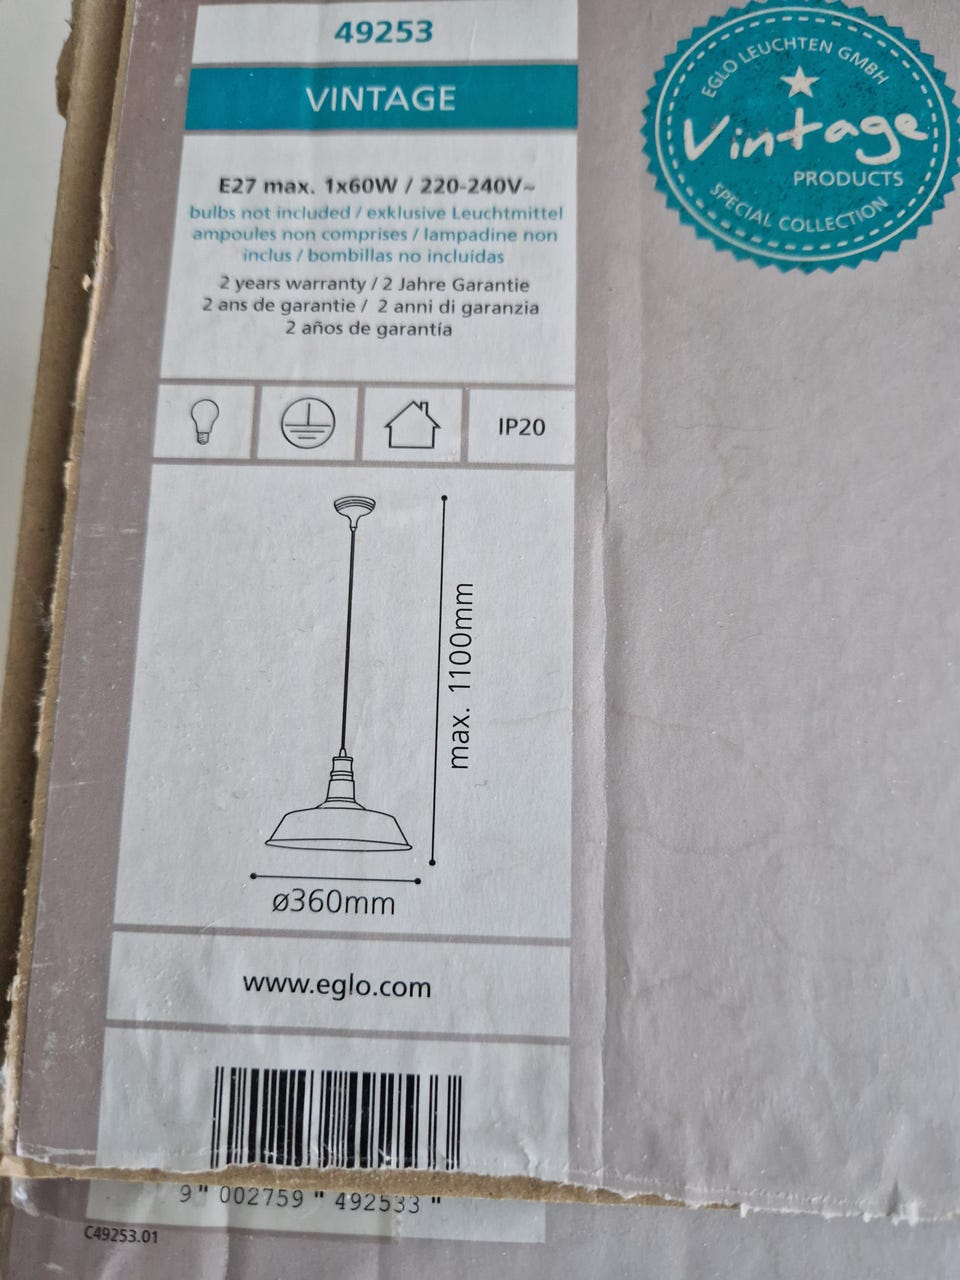 49253
VINTAGE
E27 max. 1x60W / 220-240V~
bulbs not included / exklusive Leuchtmittel
ampoules non comprises / lampadine non
inclus / bombillas no incluídas
2 years warranty / 2 Jahre Garantie
2 ans de garantie / 2 anni di garanzia
2 años de garantía
IP20
max. 1100mm
ø360mm
www.eglo.com
9 "002759 "492533 "
C49253.01
EGLO LEUCHTEN GMBH
Vintage
PRODUCTS
SPECIAL COLLECTION